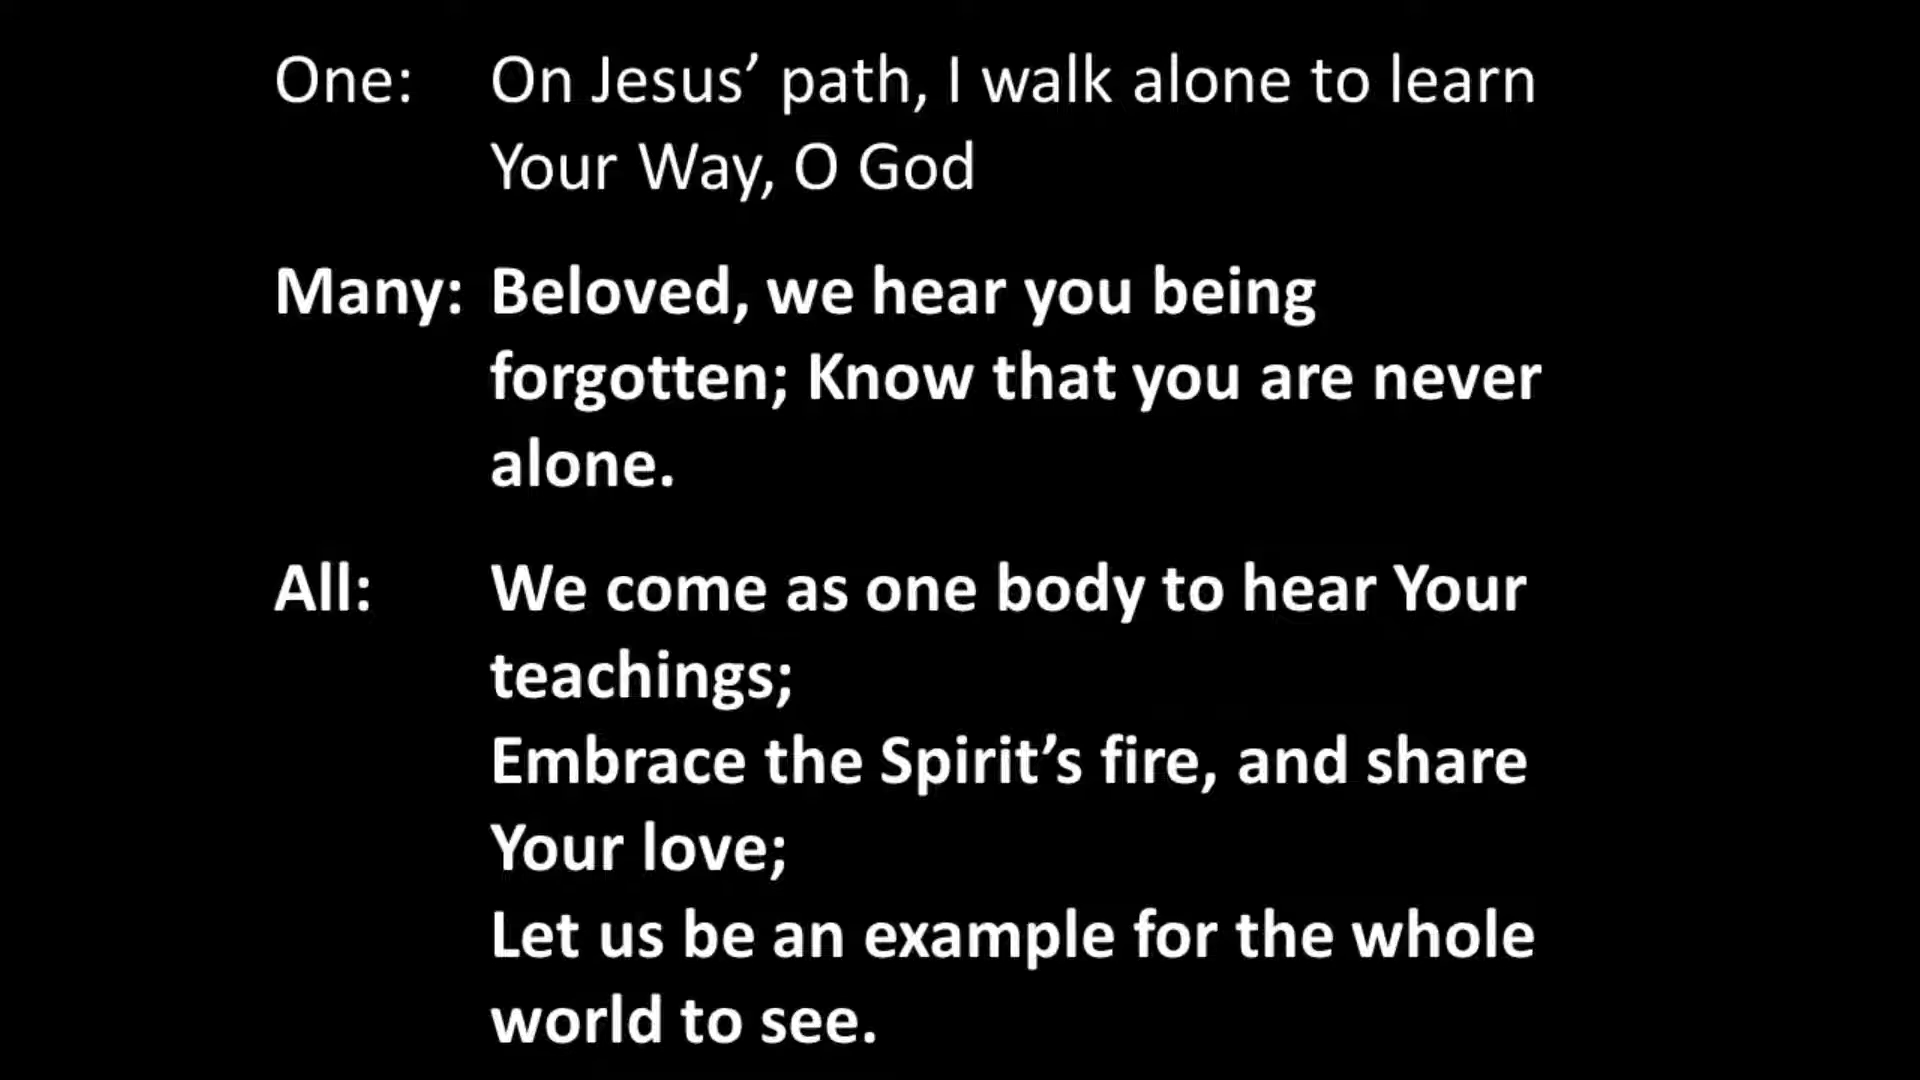 One: On Jesus’ path, I walk alone to learn
Your Way, O God
Many: Beloved, we hear you being
forgotten; Know that you are never
alone.
All: We come as one body to hear Your
teachings;
Embrace the Spirit’s fire, and share
Your love;
Let us be an example for the whole
world to see.